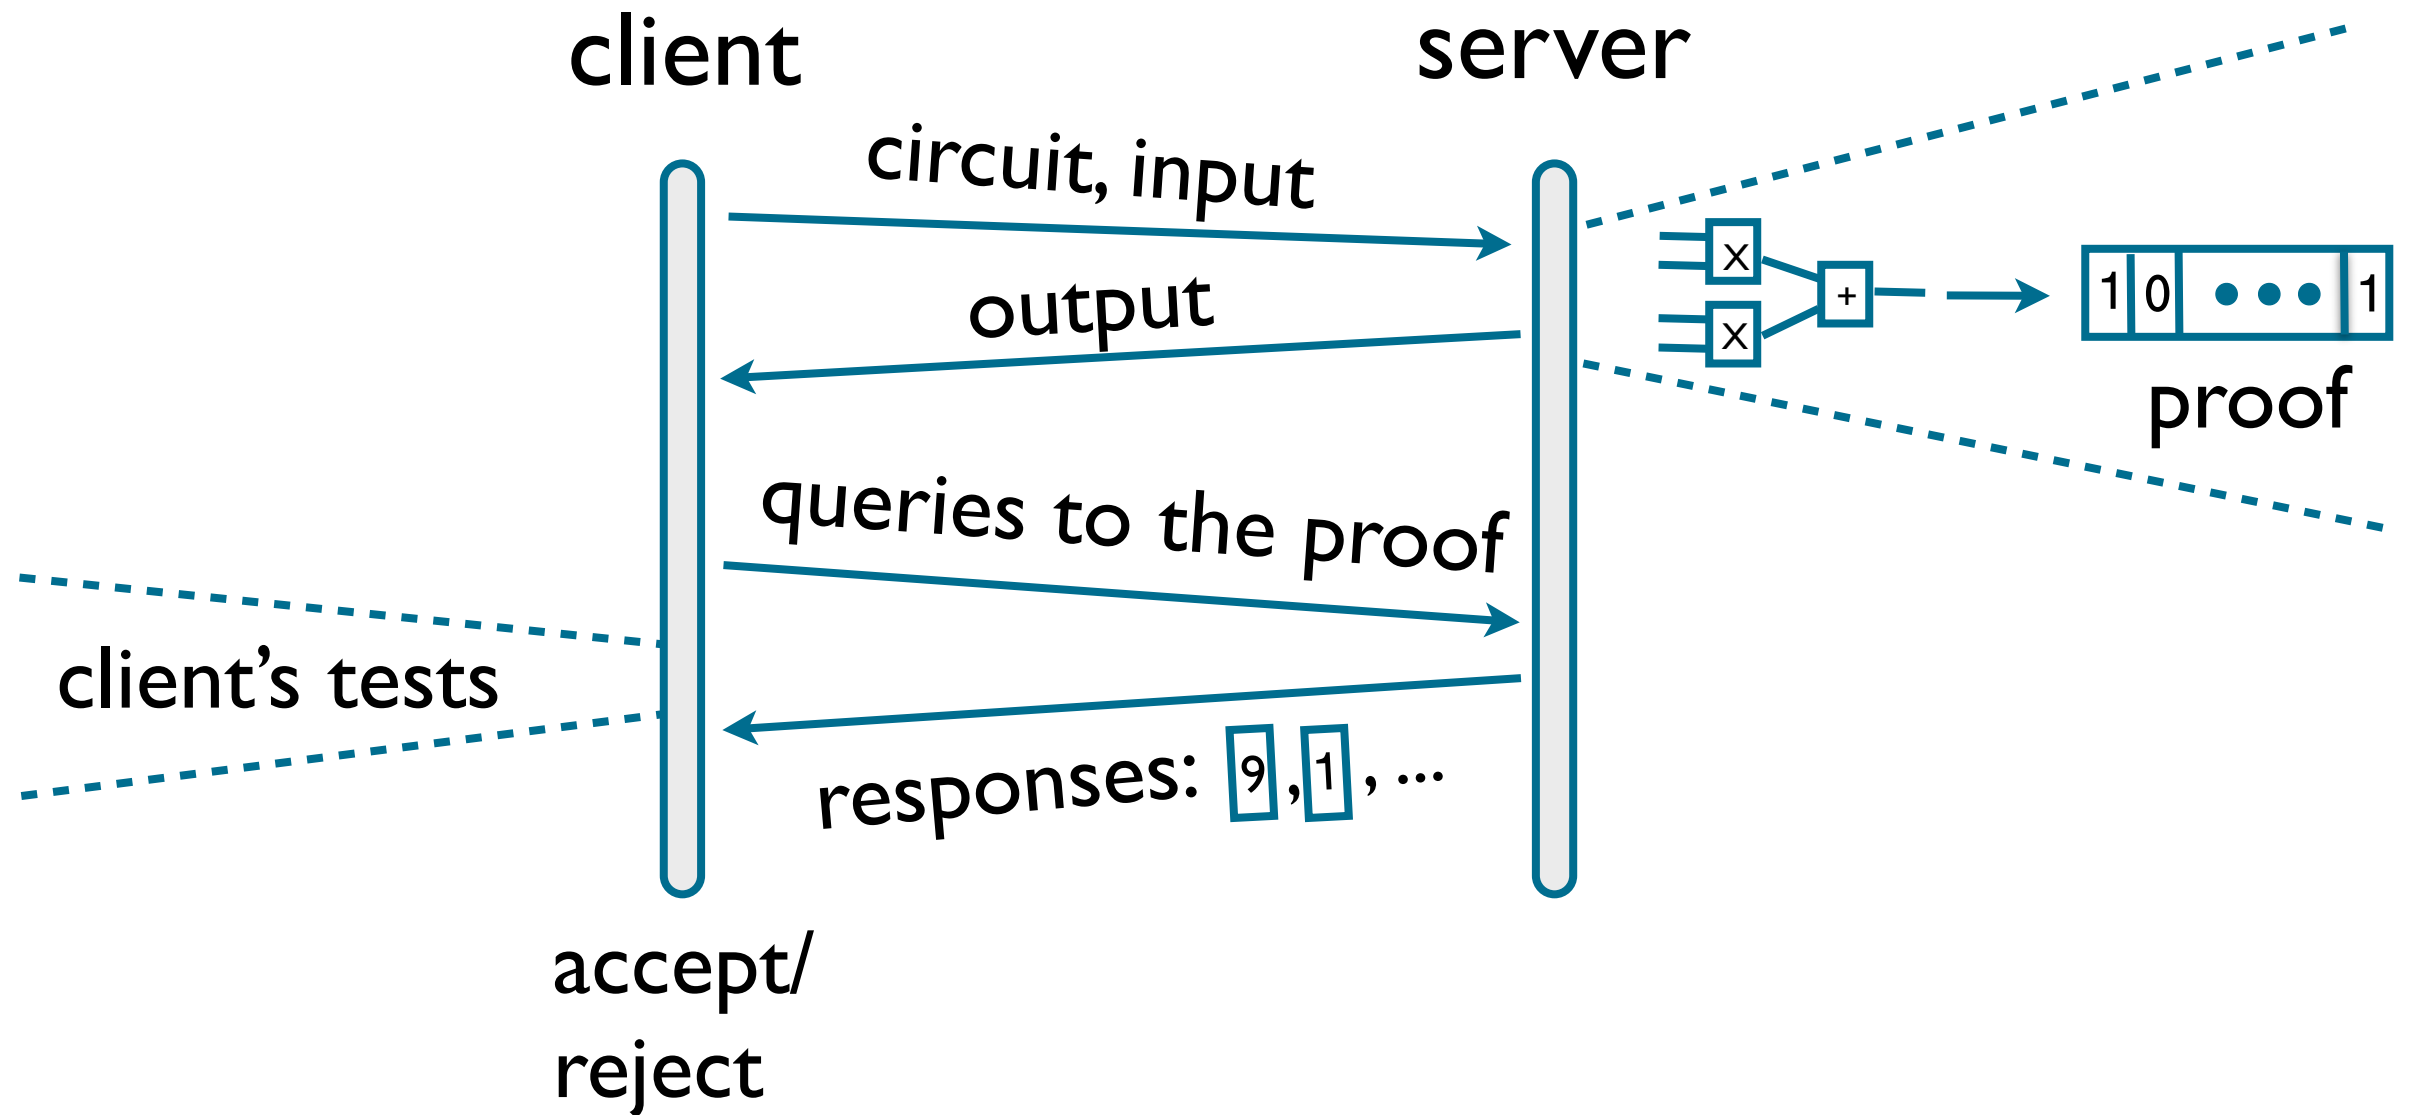 client
server
circuit, input
x
x
+
1 0 ••• 1
output
proof
queries to the proof
client's tests
responses: 9 , 1 , ...
accept/
reject